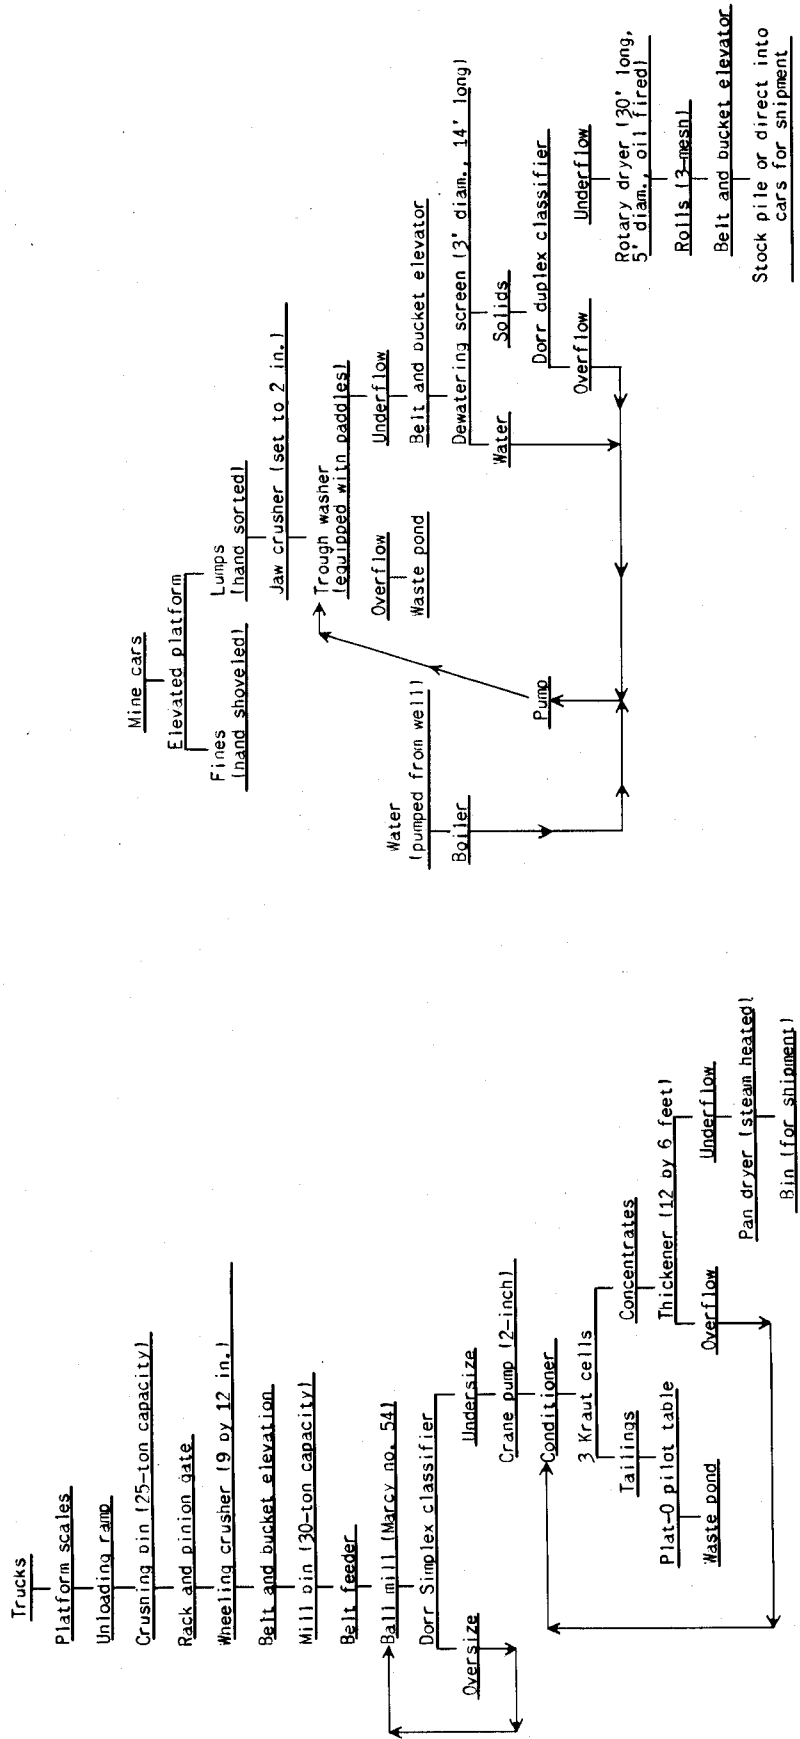 Trucks
Platform scales
Unloading ramp
Crushing bin (25-ton capacity)
Rack and pinion gate
Wheeling crusher (9 by 12 in.)
Belt and bucket elevation
Mill bin (30-ton capacity)
Belt feeder
Ball mill (Marcy no. 54)
Dorr Simplex classifier
Oversize
Undersize
Crane pump (2-inch)
Conditioner
3 Kraut cells
Tailings
Concentrates
Plat-O pilot table
Thickener (12 by 6 feet)
Waste pond
Overflow
Underflow
Pan dryer (steam heated)
Bin (for shipment)
Mine cars
Elevated platform
Fines
(hand shoveled)
Lumps
(hand sorted)
Jaw crusher (set to 2 in.)
Trough washer
(equipped with paddles)
Overflow
Underflow
Waste pond
Belt and bucket elevator
Water
(pumped from well)
Dewatering screen (3' diam., 14' long)
Boiler
Water
Solids
Pump
Dorr duplex classifier
Overflow
Underflow
Rotary dryer (30' long,
5' diam., oil fired)
Rolls (3-mesh)
Belt and bucket elevator
Stock pile or direct into
cars for shipment